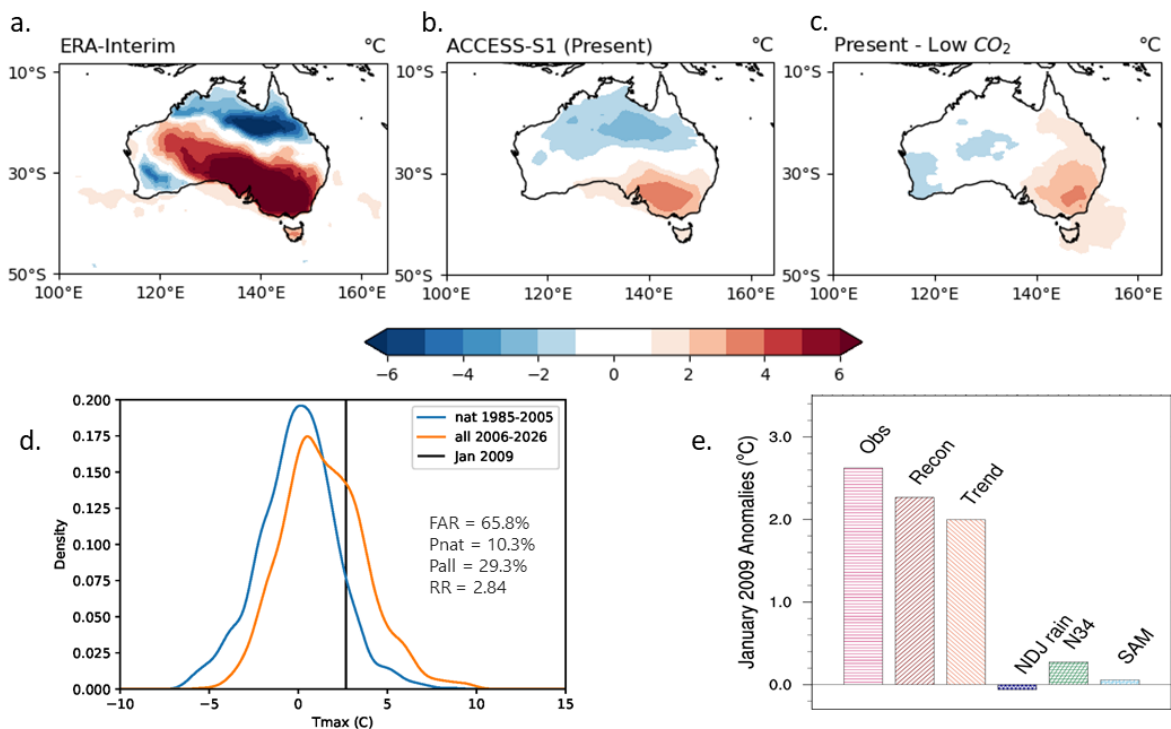 a.
ERA-Interim °C
10°S
30°S
50°S
100°E 120°E 140°E 160°E
b.
ACCESS-S1 (Present) °C
10°S
30°S
50°S
100°E 120°E 140°E 160°E
c.
Present - Low CO2 °C
10°S
30°S
50°S
100°E 120°E 140°E 160°E
−6 −4 −2 0 2 4 6
d.
0.200
0.175
0.150
0.125
0.100
0.075
0.050
0.025
0.000
Density
−10 −5 0 5 10 15
Tmax (C)
nat 1985-2005
all 2006-2026
Jan 2009
FAR = 65.8%
Pnat = 10.3%
Pall = 29.3%
RR = 2.84
e.
January 2009 Anomalies (°C)
3.0
2.0
1.0
0.0
Obs
Recon
Trend
NDJ rain
N34
SAM